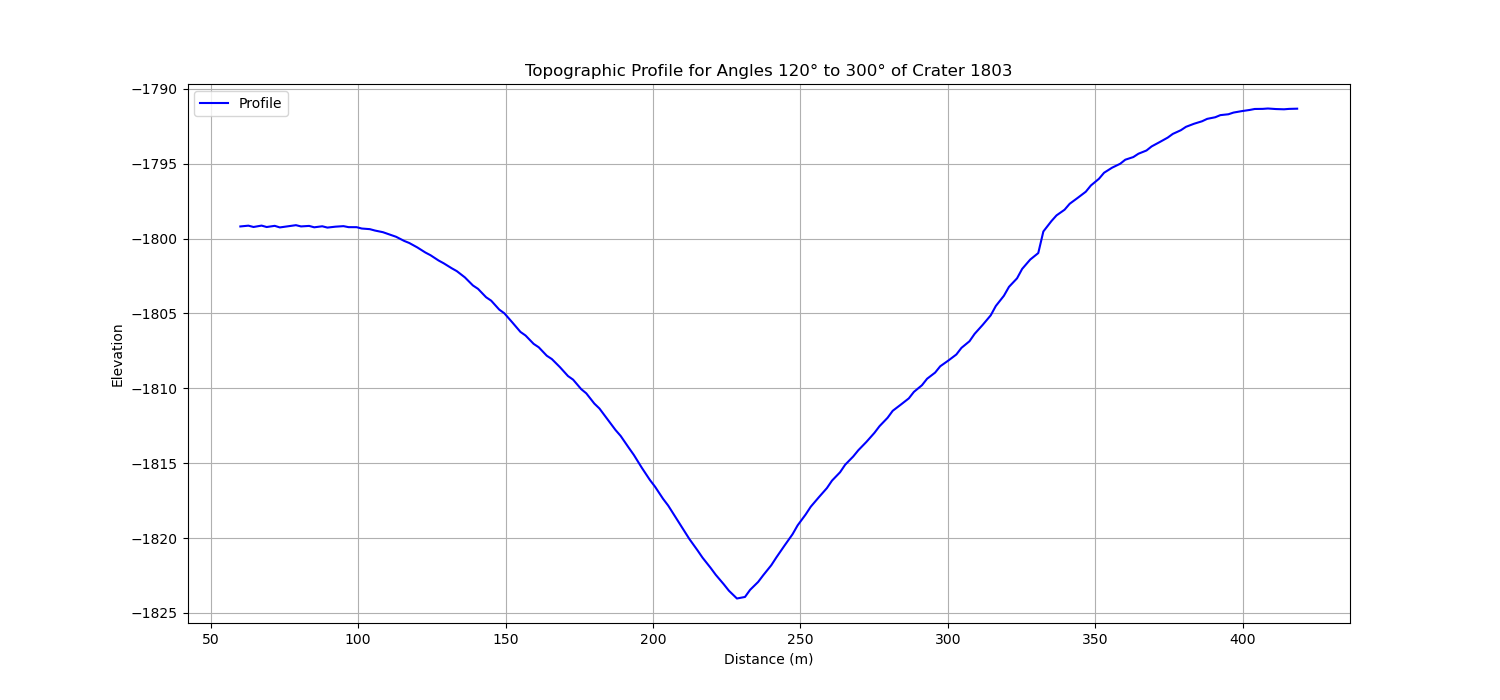 Topographic Profile for Angles 120° to 300° of Crater 1803
Profile
−1790
−1795
−1800
−1805
−1810
−1815
−1820
−1825
Elevation
50 100 150 200 250 300 350 400
Distance (m)